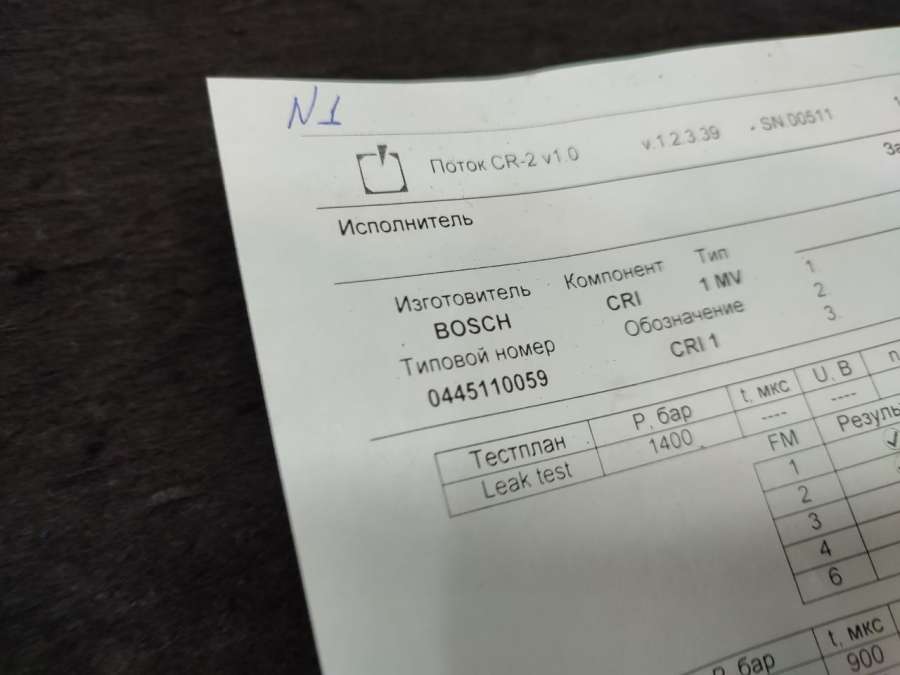 N1
Поток CR-2 v1.0 v.1.2.3.39 - SN 00511
Исполнитель
Изготовитель Компонент Тип
BOSCH CRI 1 MV
Типовой номер Обозначение
0445110059 CRI 1
1.
2.
3.
Тестплан Р, бар t, мкс U, В
Leak test 1400 ---- ----
FM
1
2
3
4
6
Р, бар t, мкс
900